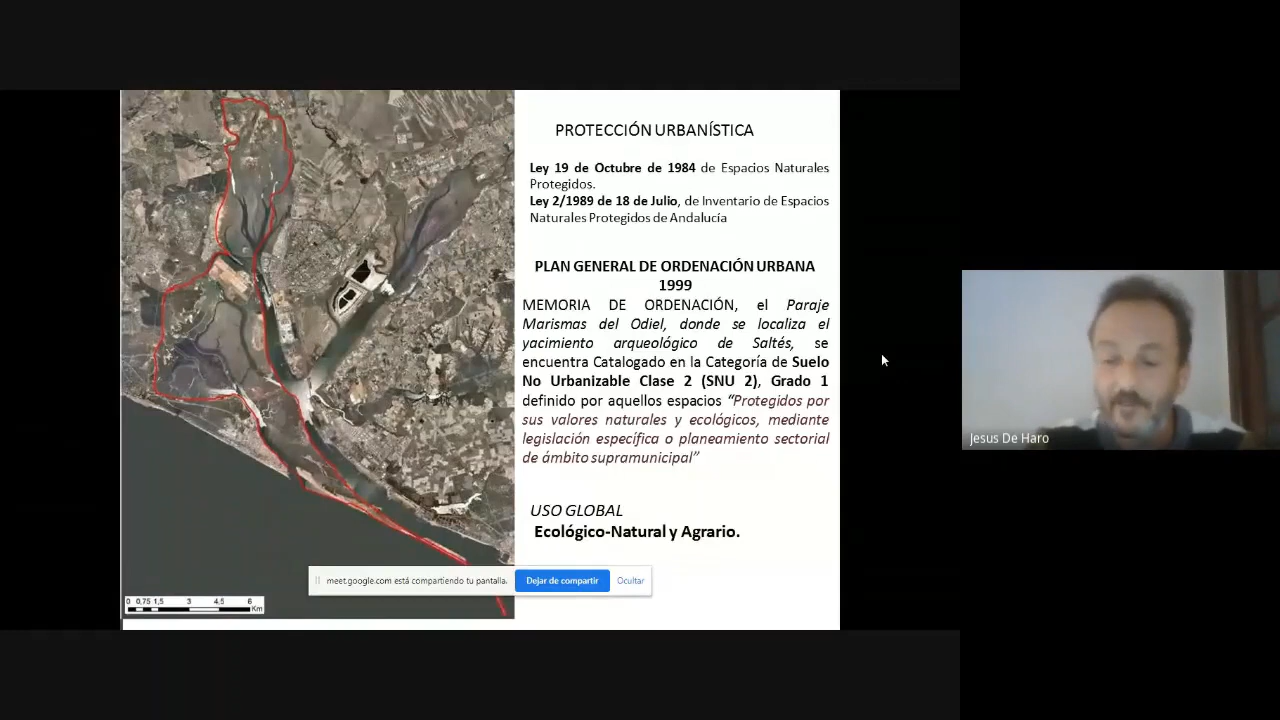 PROTECCIÓN URBANÍSTICA
Ley 19 de Octubre de 1984 de Espacios Naturales
Protegidos.
Ley 2/1989 de 18 de Julio, de Inventario de Espacios
Naturales Protegidos de Andalucía
PLAN GENERAL DE ORDENACIÓN URBANA
1999
MEMORIA DE ORDENACIÓN, el Paraje
Marismas del Odiel, donde se localiza el
yacimiento arqueológico de Saltés, se
encuentra Catalogado en la Categoría de Suelo
No Urbanizable Clase 2 (SNU 2), Grado 1
definido por aquellos espacios “Protegidos por
sus valores naturales y ecológicos, mediante
legislación específica o planeamiento sectorial
de ámbito supramunicipal”
USO GLOBAL
Ecológico-Natural y Agrario.
meet.google.com está compartiendo tu pantalla.
Dejar de compartir
Ocultar
0 0,75 1,5 3 4,5 6
Km
Jesus De Haro